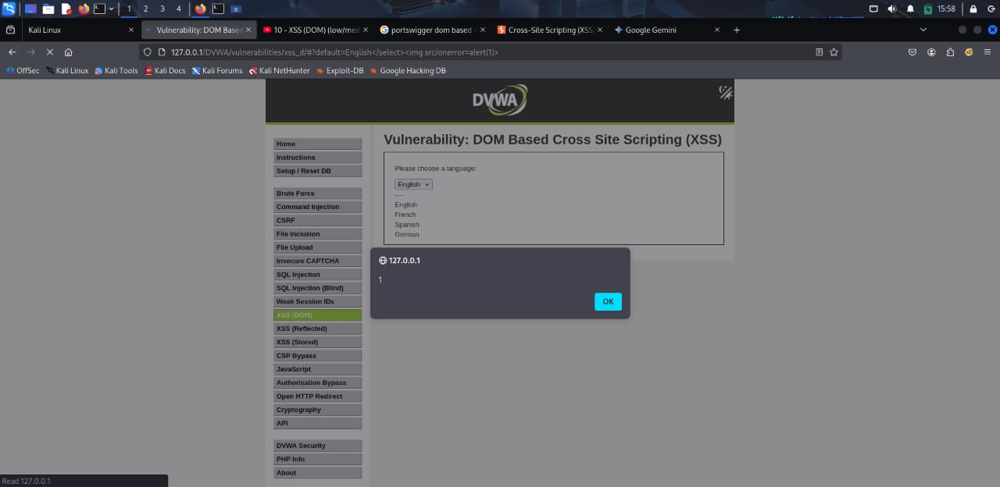 1 2 3 4 15:58
Kali Linux
Vulnerability: DOM Based
10 - XSS (DOM) (low/med
portswigger dom based -
Cross-Site Scripting (XSS)
Google Gemini
127.0.0.1/DVWA/vulnerabilities/xss_d/#?default=English</select><img src/onerror=alert(1)>
OffSec Kali Linux Kali Tools Kali Docs Kali Forums Kali NetHunter Exploit-DB Google Hacking DB
DVWA
Home
Instructions
Setup / Reset DB
Brute Force
Command Injection
CSRF
File Inclusion
File Upload
Insecure CAPTCHA
SQL Injection
SQL Injection (Blind)
Weak Session IDs
XSS (DOM)
XSS (Reflected)
XSS (Stored)
CSP Bypass
JavaScript
Authorisation Bypass
Open HTTP Redirect
Cryptography
API
DVWA Security
PHP Info
About
Vulnerability: DOM Based Cross Site Scripting (XSS)
Please choose a language:
English
----
English
French
Spanish
German
127.0.0.1
1
OK
Read 127.0.0.1